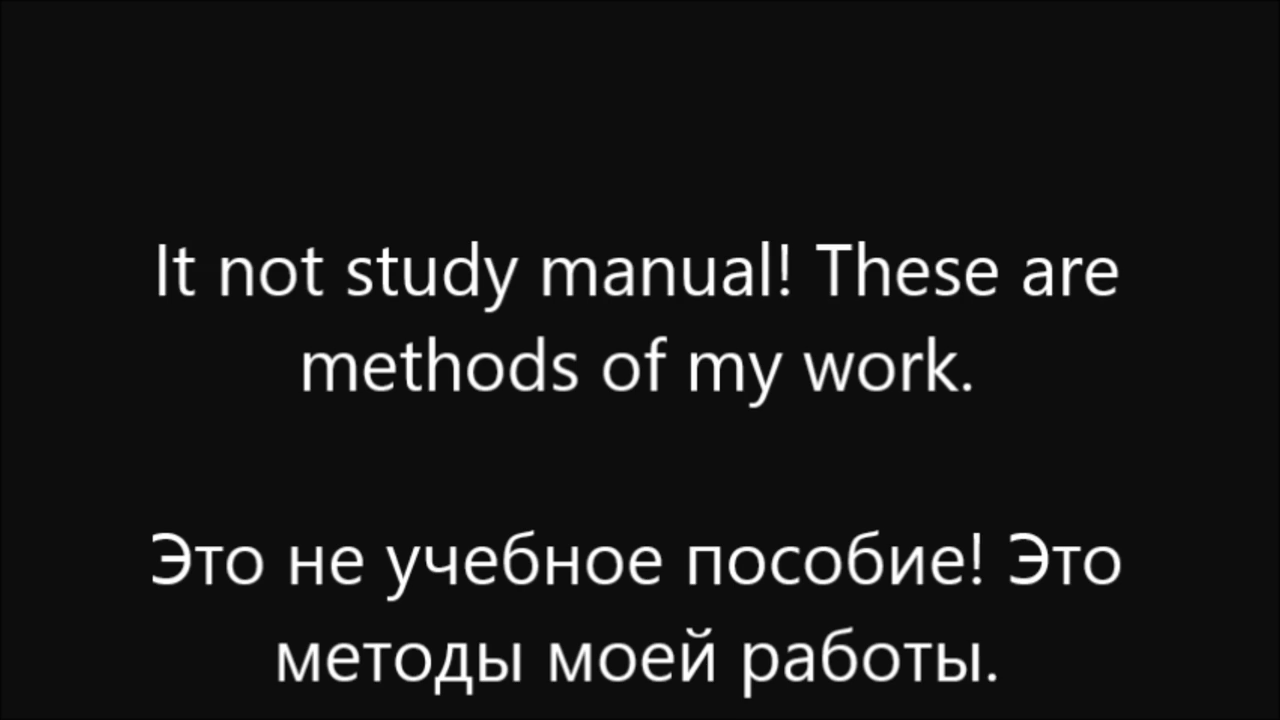 It not study manual! These are
methods of my work.
Это не учебное пособие! Это
методы моей работы.